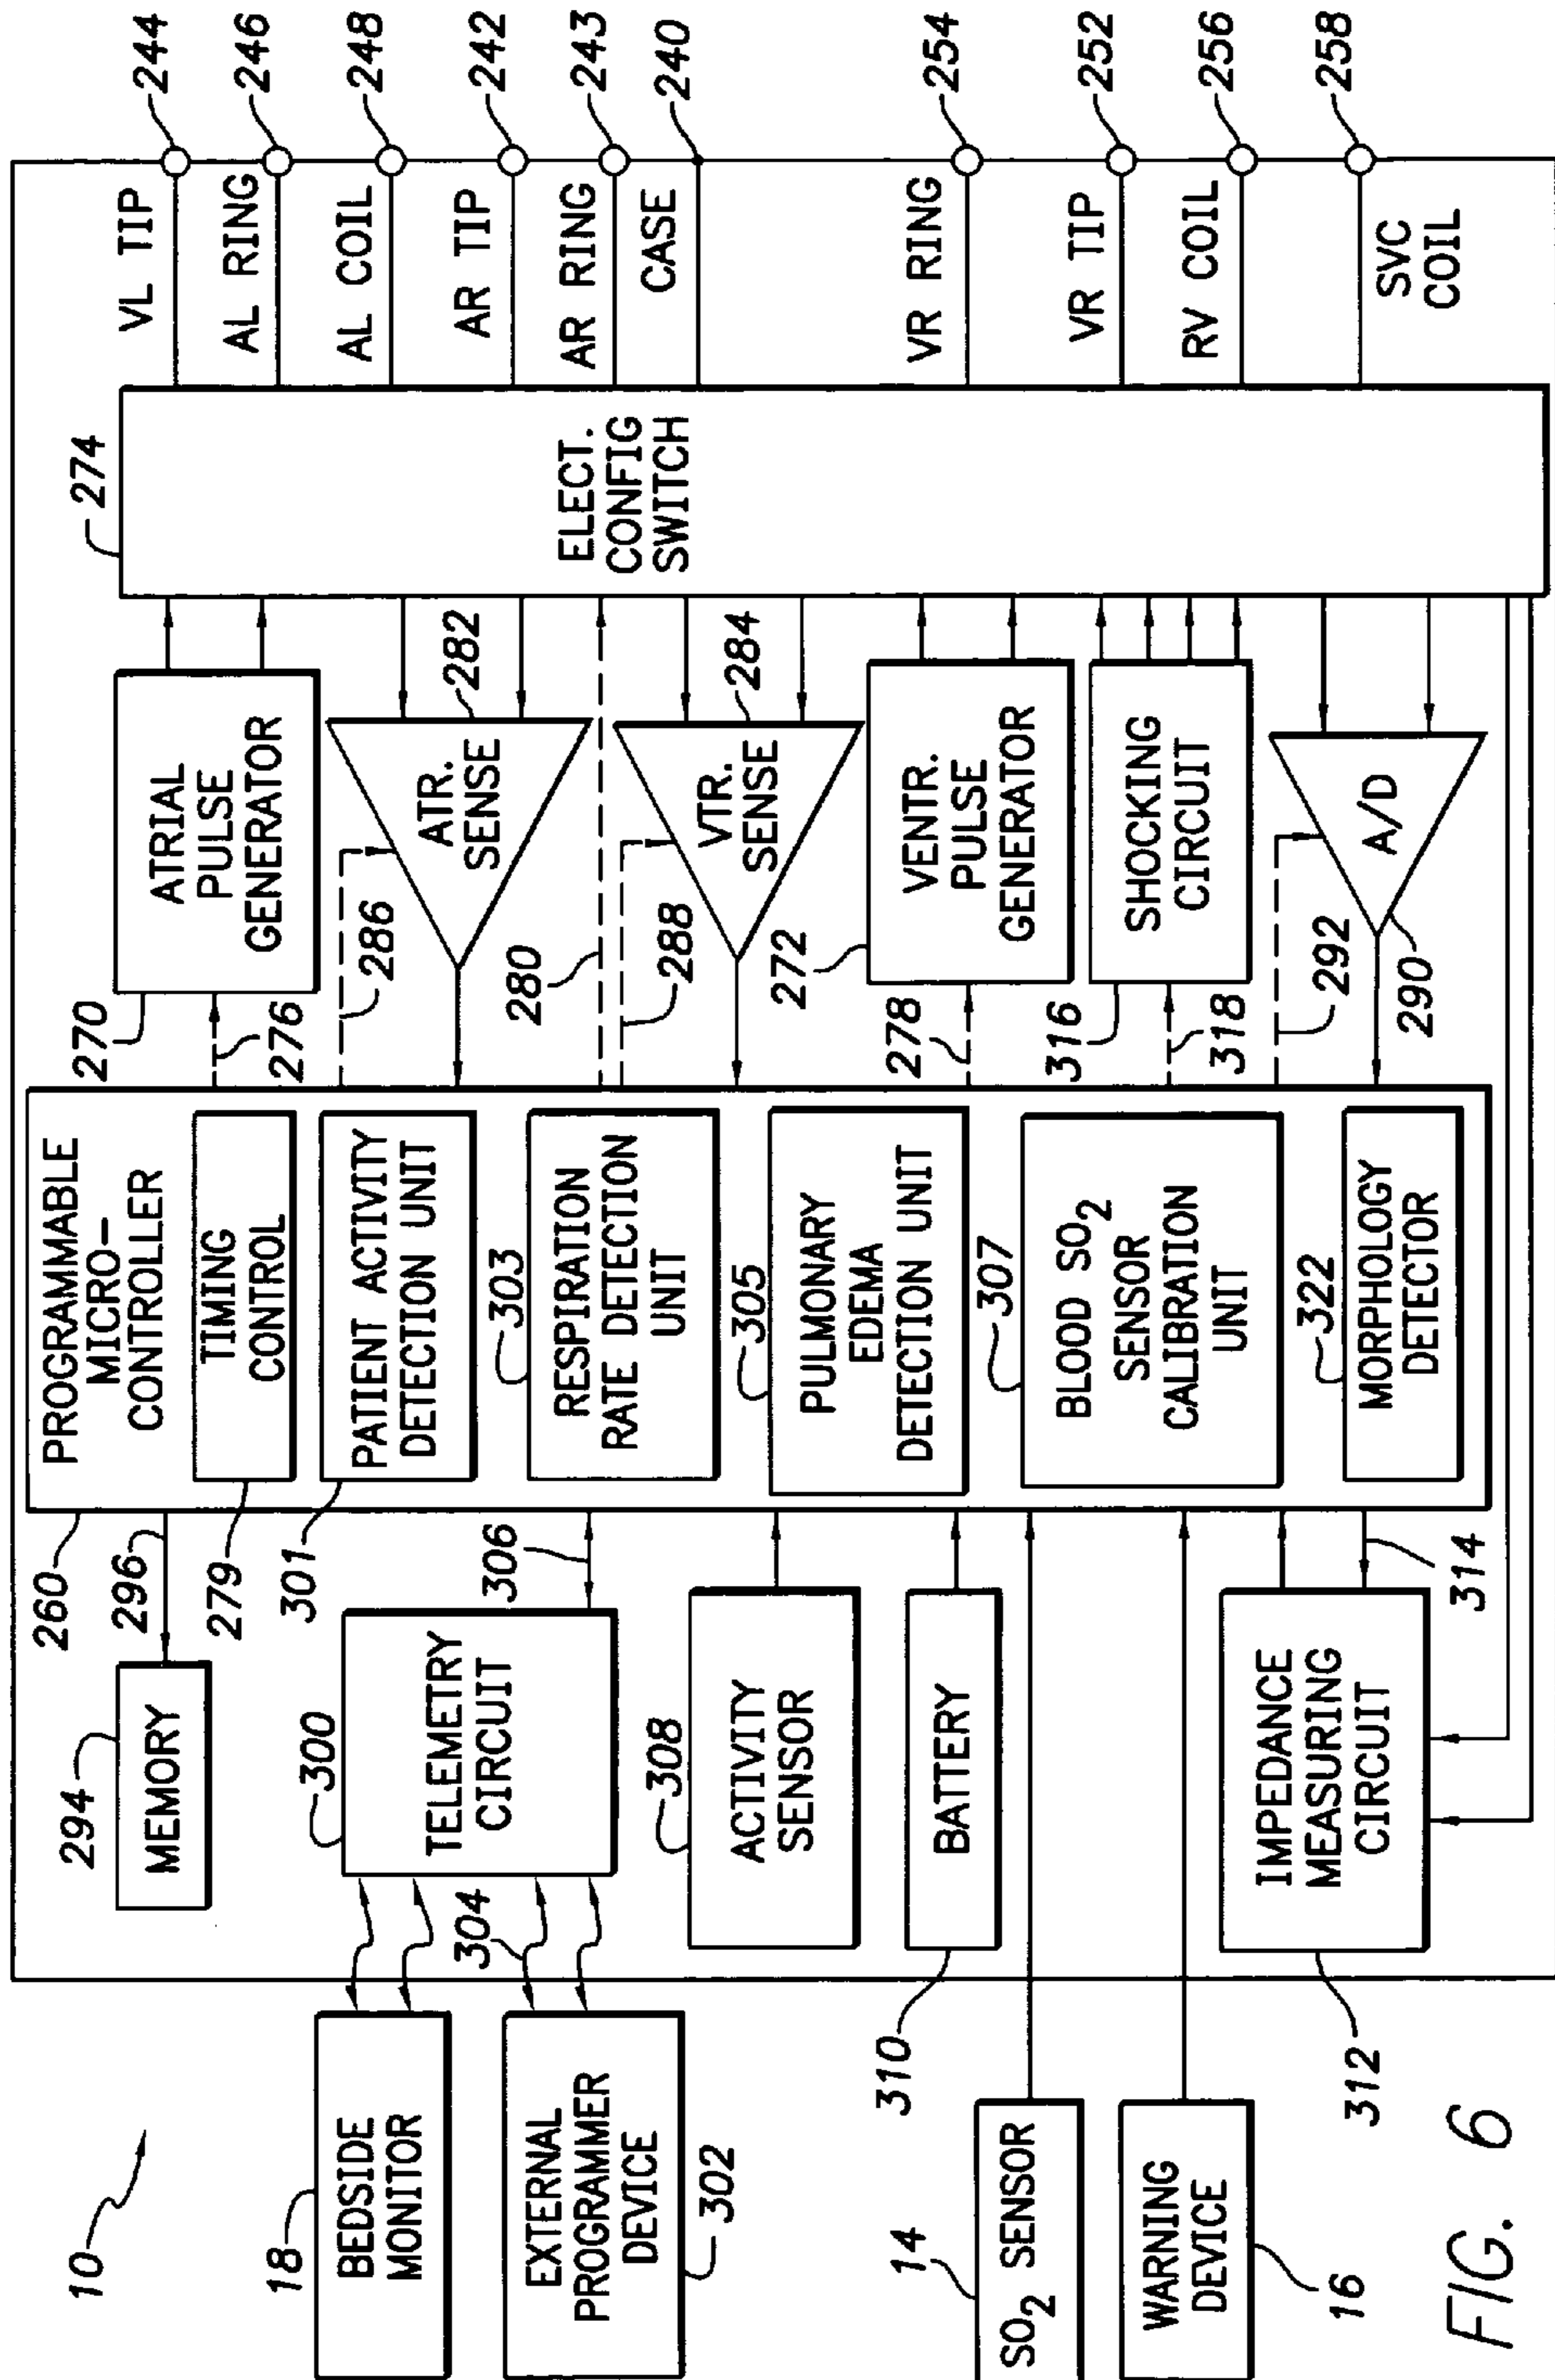 10
18
BEDSIDE
MONITOR
EXTERNAL
PROGRAMMER
DEVICE
302
14
SO2 SENSOR
WARNING
DEVICE
16
FIG. 6
294
MEMORY
296
260
300
TELEMETRY
CIRCUIT
304
306
308
ACTIVITY
SENSOR
BATTERY
310
IMPEDANCE
MEASURING
CIRCUIT
312
314
PROGRAMMABLE
MICRO-
CONTROLLER
TIMING
CONTROL
279
PATIENT ACTIVITY
DETECTION UNIT
301
303
RESPIRATION
RATE DETECTION
UNIT
305
PULMONARY
EDEMA
DETECTION UNIT
307
BLOOD SO2
SENSOR
CALIBRATION
UNIT
322
MORPHOLOGY
DETECTOR
270
ATRIAL
PULSE
GENERATOR
276
286
ATR.
SENSE
282
280
288
VTR.
SENSE
284
272
VENTR.
PULSE
GENERATOR
278
316
SHOCKING
CIRCUIT
318
292
A/D
290
274
ELECT.
CONFIG
SWITCH
VL TIP
244
AL RING
246
AL COIL
248
AR TIP
242
AR RING
243
CASE
240
VR RING
254
VR TIP
252
RV COIL
256
SVC
COIL
258